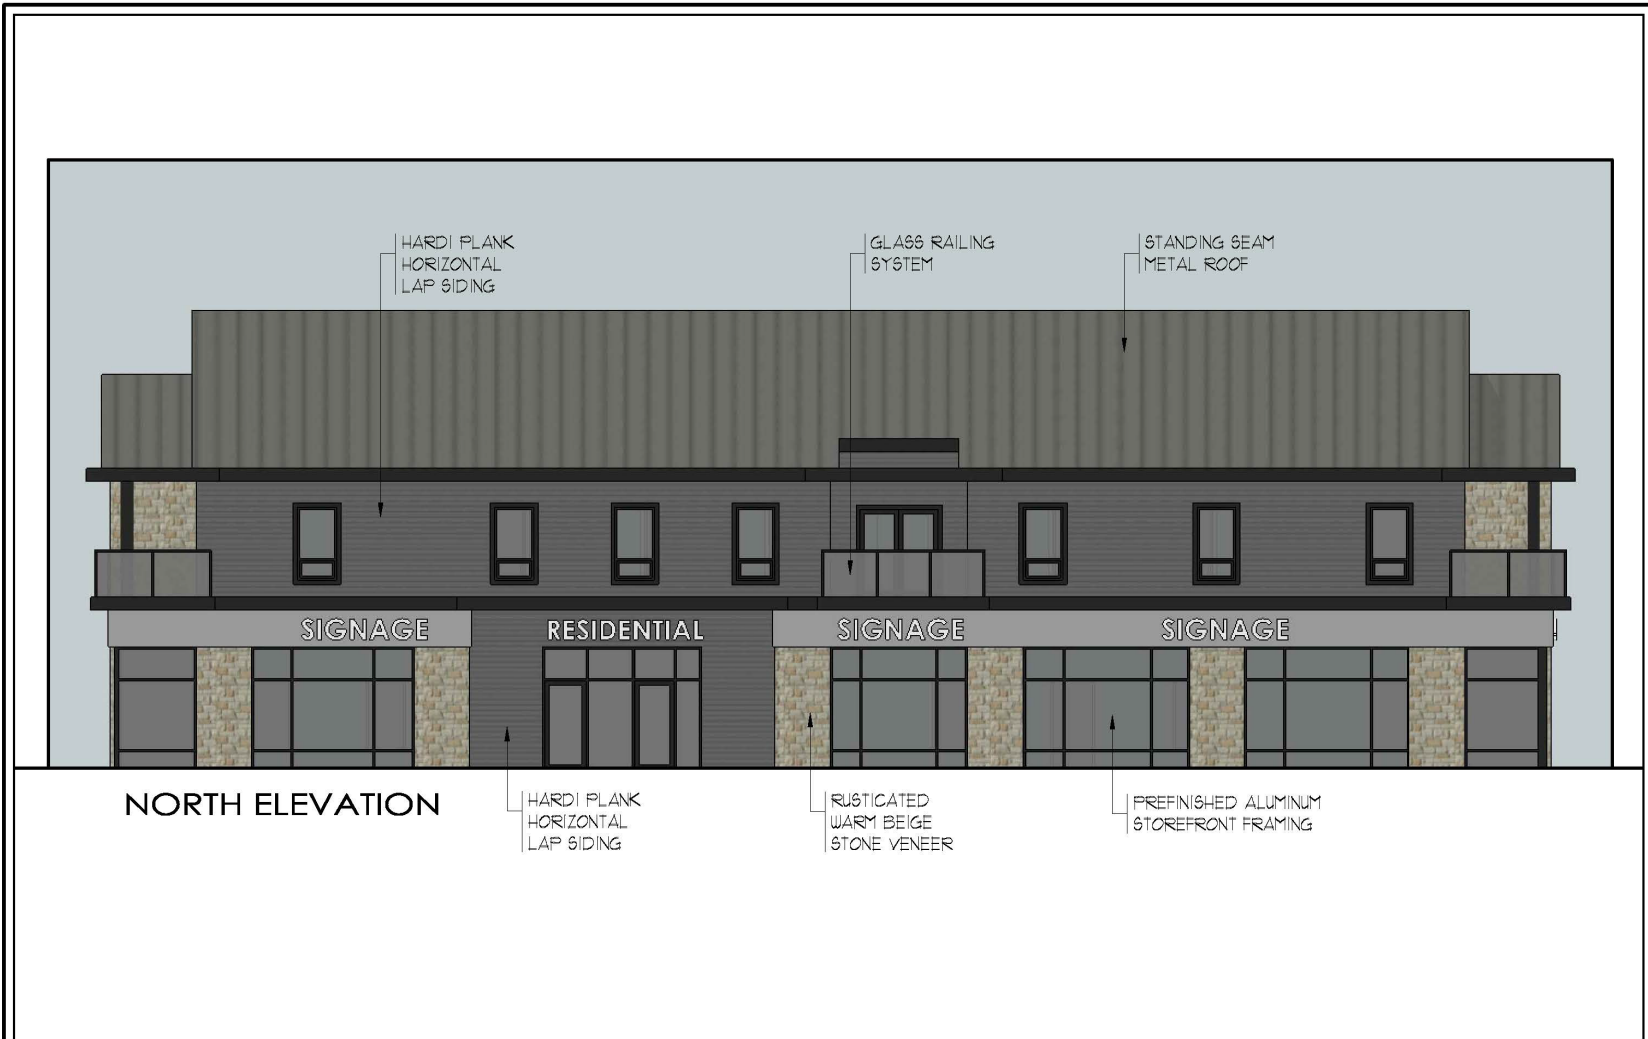 HARDI PLANK
HORIZONTAL
LAP SIDING
GLASS RAILING
SYSTEM
STANDING SEAM
METAL ROOF
SIGNAGE
RESIDENTIAL
SIGNAGE
SIGNAGE
NORTH ELEVATION
HARDI PLANK
HORIZONTAL
LAP SIDING
RUSTICATED
WARM BEIGE
STONE VENEER
PREFINISHED ALUMINUM
STOREFRONT FRAMING